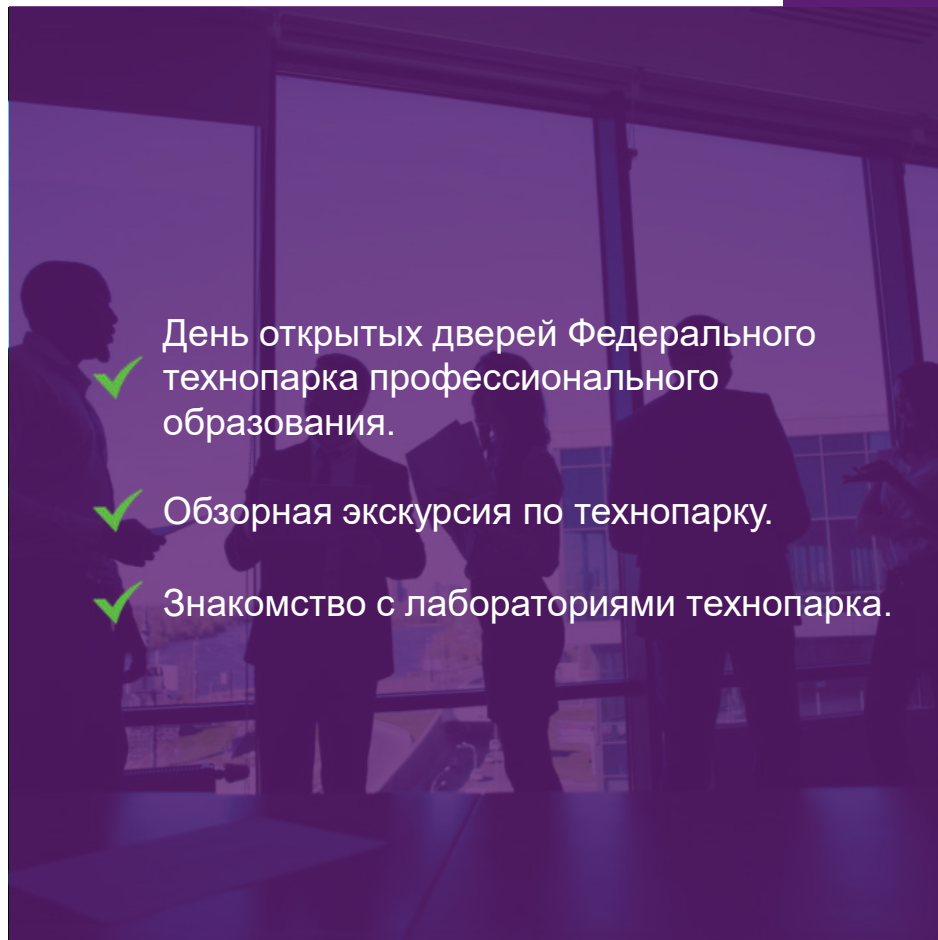 День открытых дверей Федерального
технопарка профессионального
образования.
Обзорная экскурсия по технопарку.
Знакомство с лабораториями технопарка.